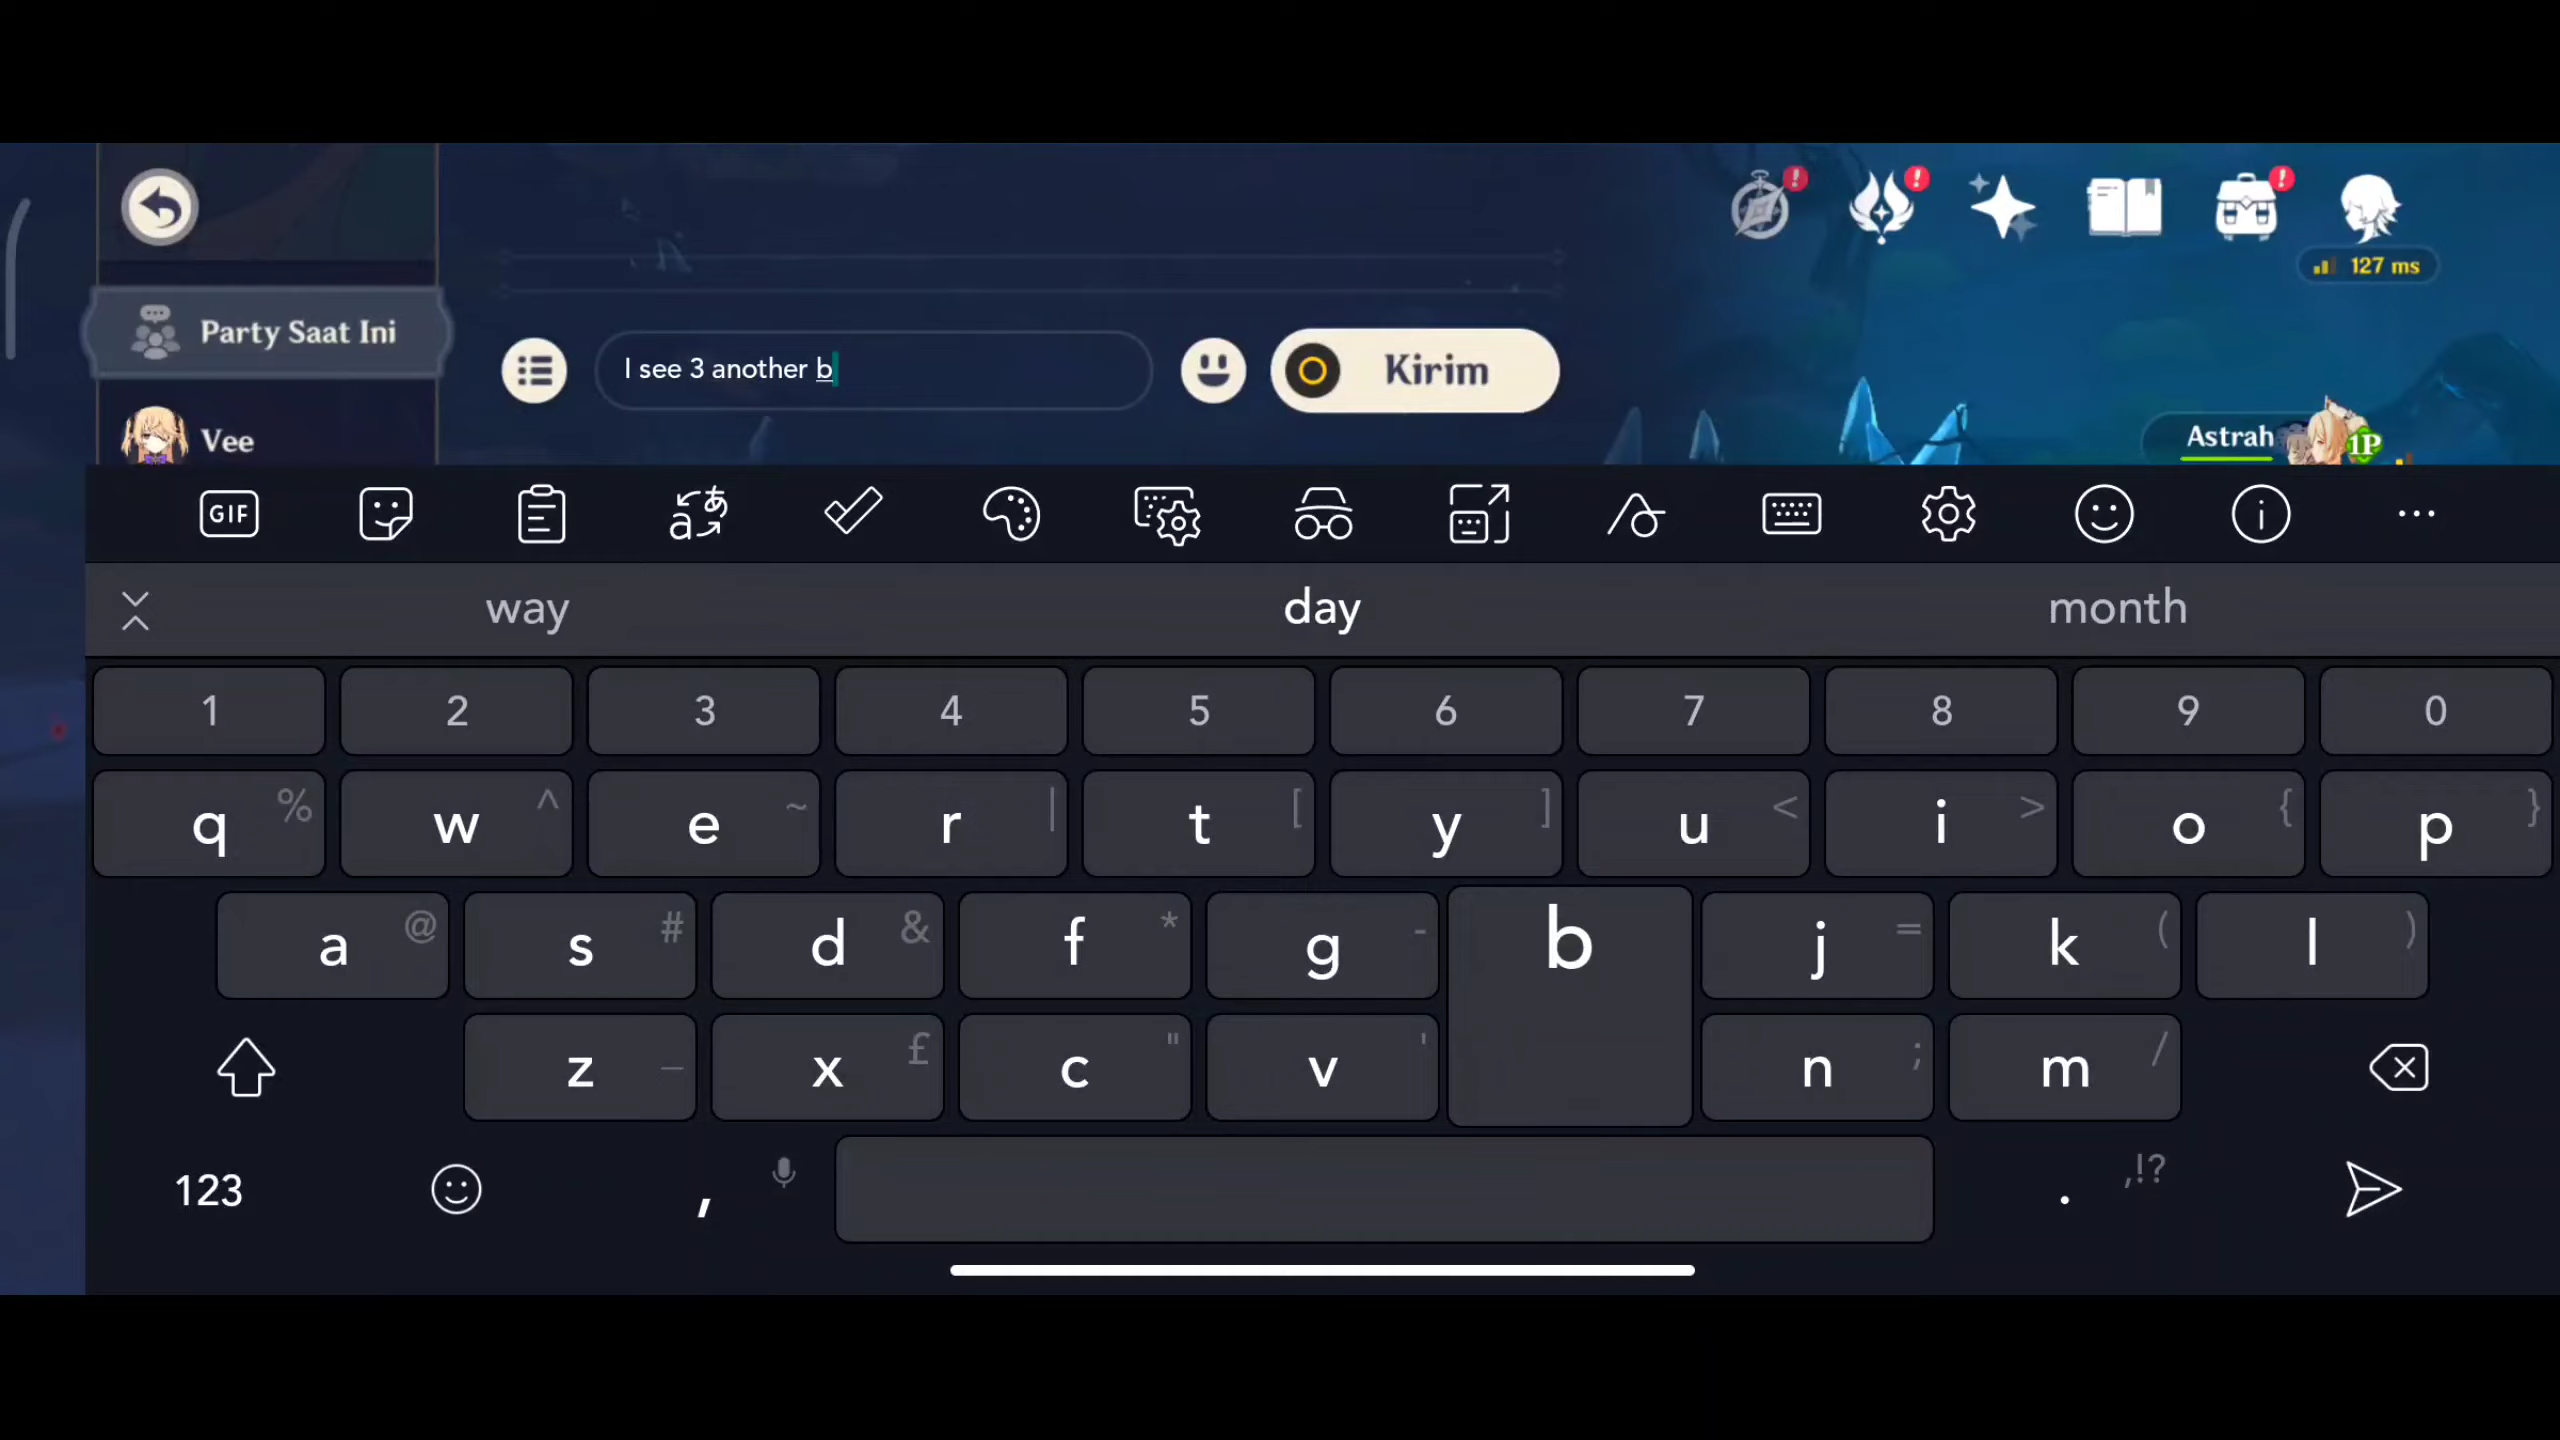 127 ms
Party Saat Ini
I see 3 another b
Kirim
Vee
Astrah
1P
GIF
a あ
way day month
1 2 3 4 5 6 7 8 9 0
q % w ^ e ~ r | t [ y ] u < i > o { p }
a @ s # d & f * g - b j = k ( l )
z _ x £ c " v ' n ; m /
123 , . ,!?